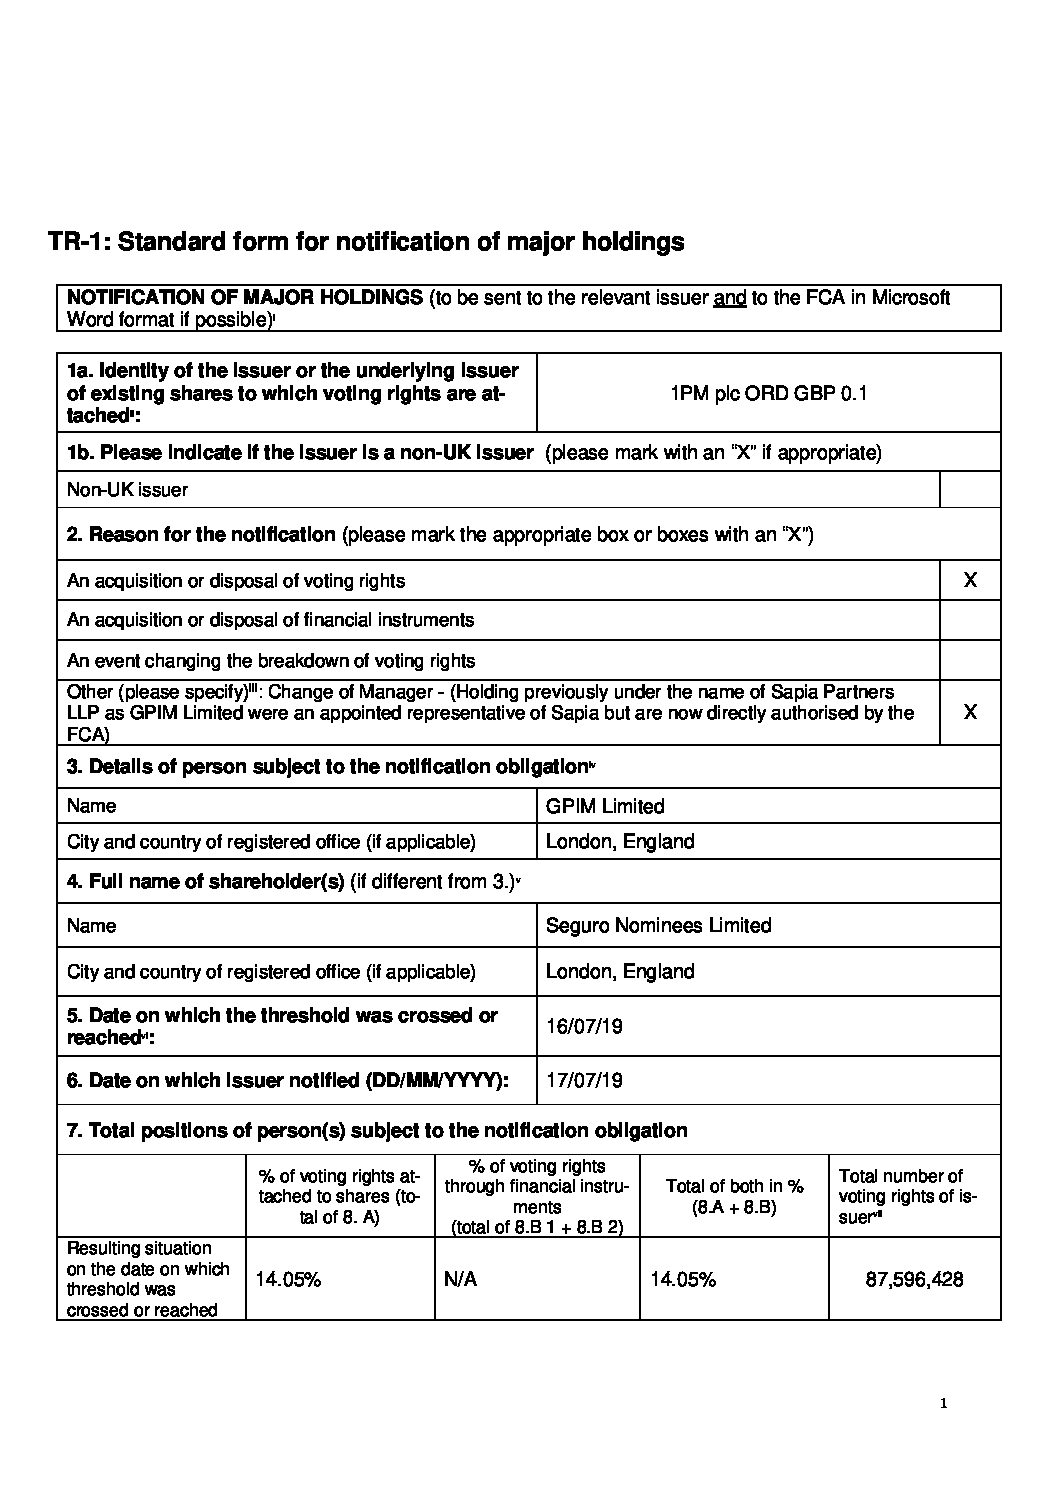 TR-1: Standard form for notification of major holdings
NOTIFICATION OF MAJOR HOLDINGS (to be sent to the relevant issuer and to the FCA in Microsoft
Word format if possible)i
1a. Identity of the issuer or the underlying issuer
of existing shares to which voting rights are at-
tachedii:
1PM plc ORD GBP 0.1
1b. Please indicate if the issuer is a non-UK issuer (please mark with an “X” if appropriate)
Non-UK issuer
2. Reason for the notification (please mark the appropriate box or boxes with an “X”)
An acquisition or disposal of voting rights
X
An acquisition or disposal of financial instruments
An event changing the breakdown of voting rights
Other (please specify)iii: Change of Manager - (Holding previously under the name of Sapia Partners
LLP as GPIM Limited were an appointed representative of Sapia but are now directly authorised by the
FCA)
X
3. Details of person subject to the notification obligationiv
Name
GPIM Limited
City and country of registered office (if applicable)
London, England
4. Full name of shareholder(s) (if different from 3.)v
Name
Seguro Nominees Limited
City and country of registered office (if applicable)
London, England
5. Date on which the threshold was crossed or
reachedvi:
16/07/19
6. Date on which issuer notified (DD/MM/YYYY):
17/07/19
7. Total positions of person(s) subject to the notification obligation
% of voting rights at-
tached to shares (to-
tal of 8. A)
% of voting rights
through financial instru-
ments
(total of 8.B 1 + 8.B 2)
Total of both in %
(8.A + 8.B)
Total number of
voting rights of is-
suervii
Resulting situation
on the date on which
threshold was
crossed or reached
14.05%
N/A
14.05%
87,596,428
1